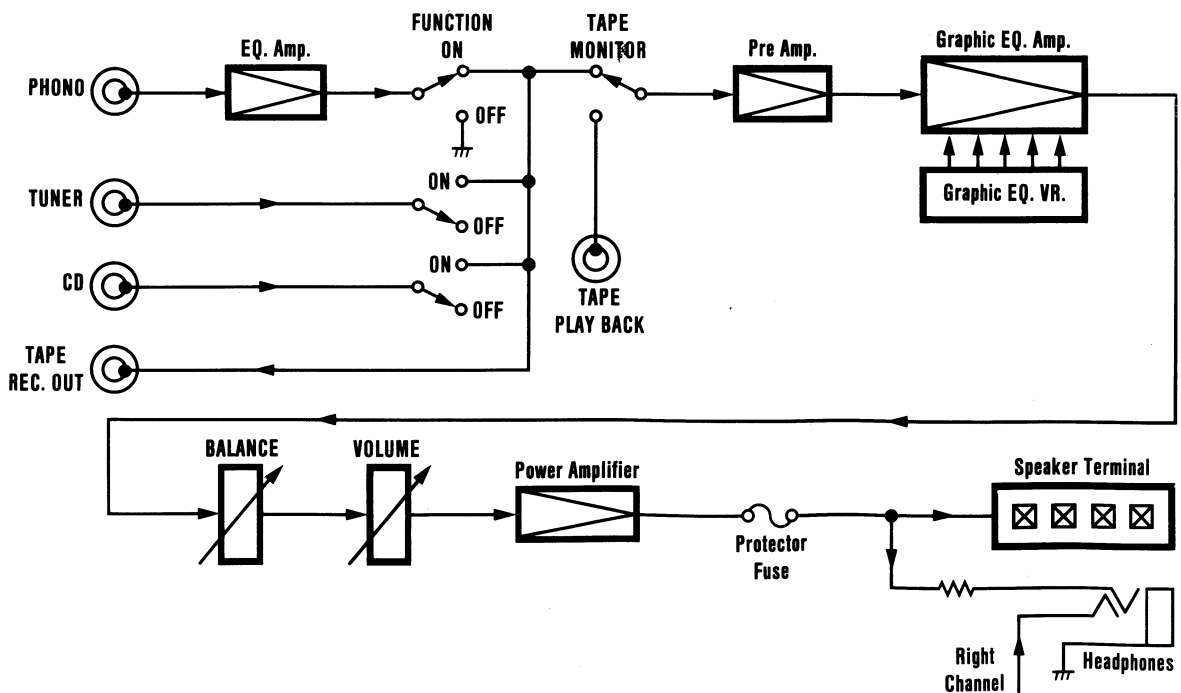 FUNCTION
ON
TAPE
MONITOR
EQ. Amp.
Pre Amp.
Graphic EQ. Amp.
PHONO
OFF
Graphic EQ. VR.
TUNER
ON
OFF
CD
ON
OFF
TAPE
PLAY BACK
TAPE
REC. OUT
BALANCE
VOLUME
Power Amplifier
Speaker Terminal
Protector
Fuse
Right
Channel
Headphones